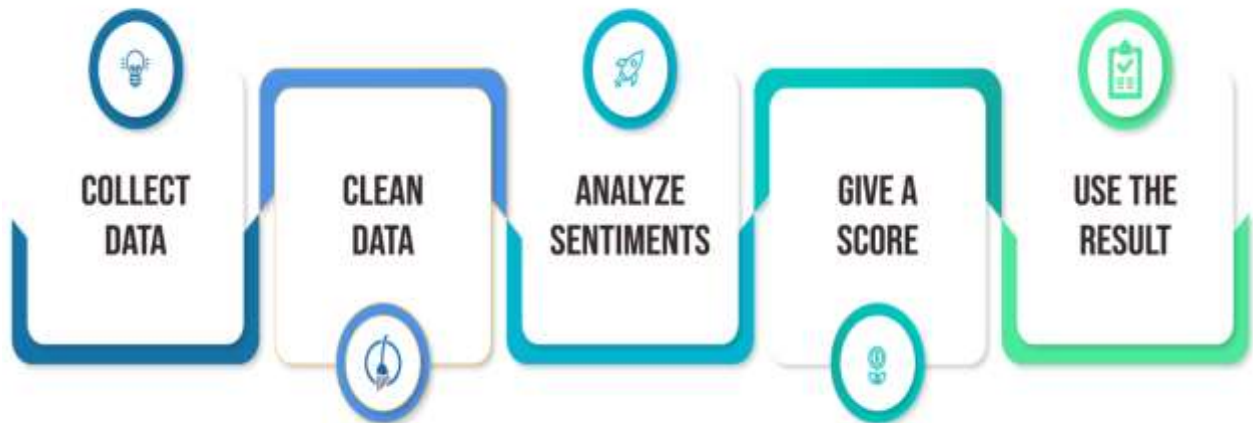 COLLECT
DATA
CLEAN
DATA
ANALYZE
SENTIMENTS
GIVE A
SCORE
USE THE
RESULT